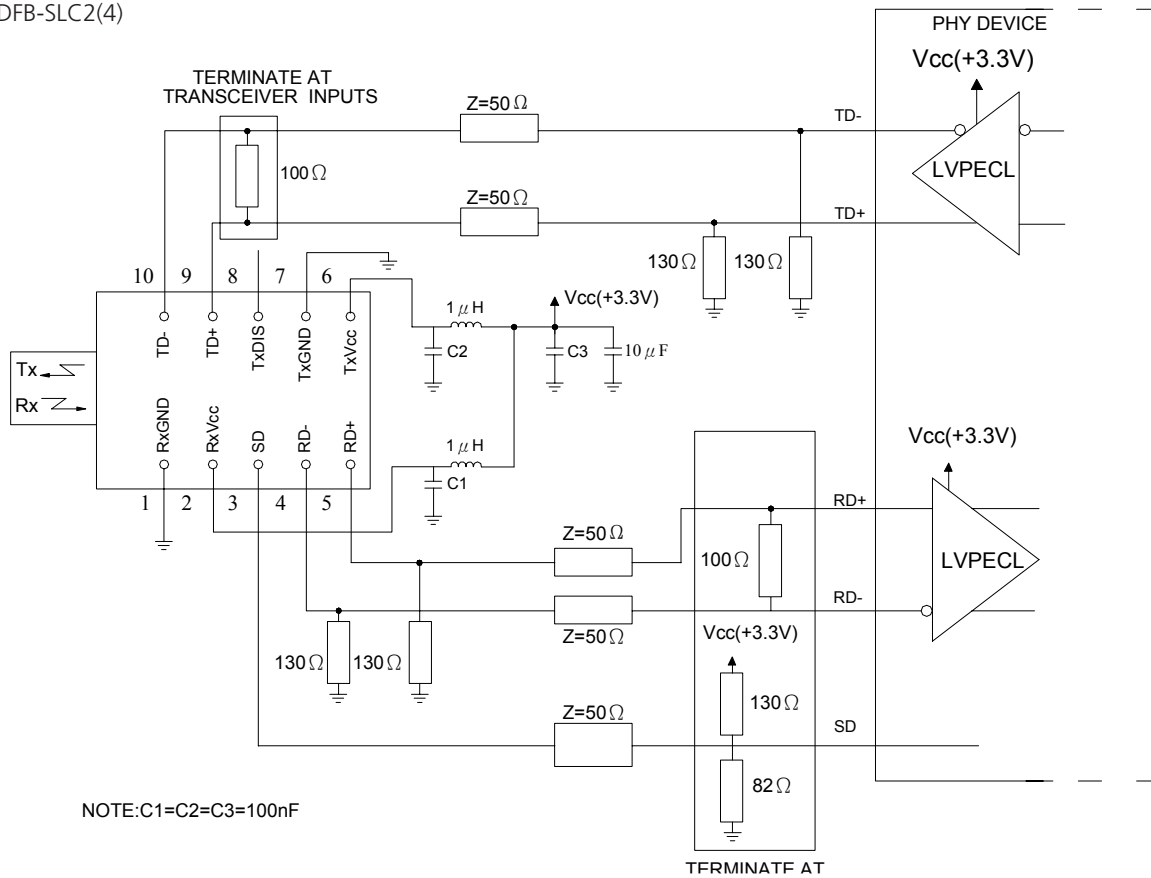 DFB-SLC2(4)
PHY DEVICE
Vcc(+3.3V)
TERMINATE AT
TRANSCEIVER INPUTS
Z=50Ω
TD-
100Ω
LVPECL
Z=50Ω
TD+
130Ω
130Ω
10
9
8
7
6
1μH
Vcc(+3.3V)
TD-
TD+
TxDIS
TxGND
TxVcc
C2
C3
10μF
Tx
Rx
RxGND
RxVcc
SD
RD-
RD+
1μH
C1
1
2
3
4
5
Vcc(+3.3V)
RD+
Z=50Ω
100Ω
LVPECL
RD-
Z=50Ω
Vcc(+3.3V)
130Ω
130Ω
130Ω
Z=50Ω
SD
82Ω
NOTE:C1=C2=C3=100nF
TERMINATE AT